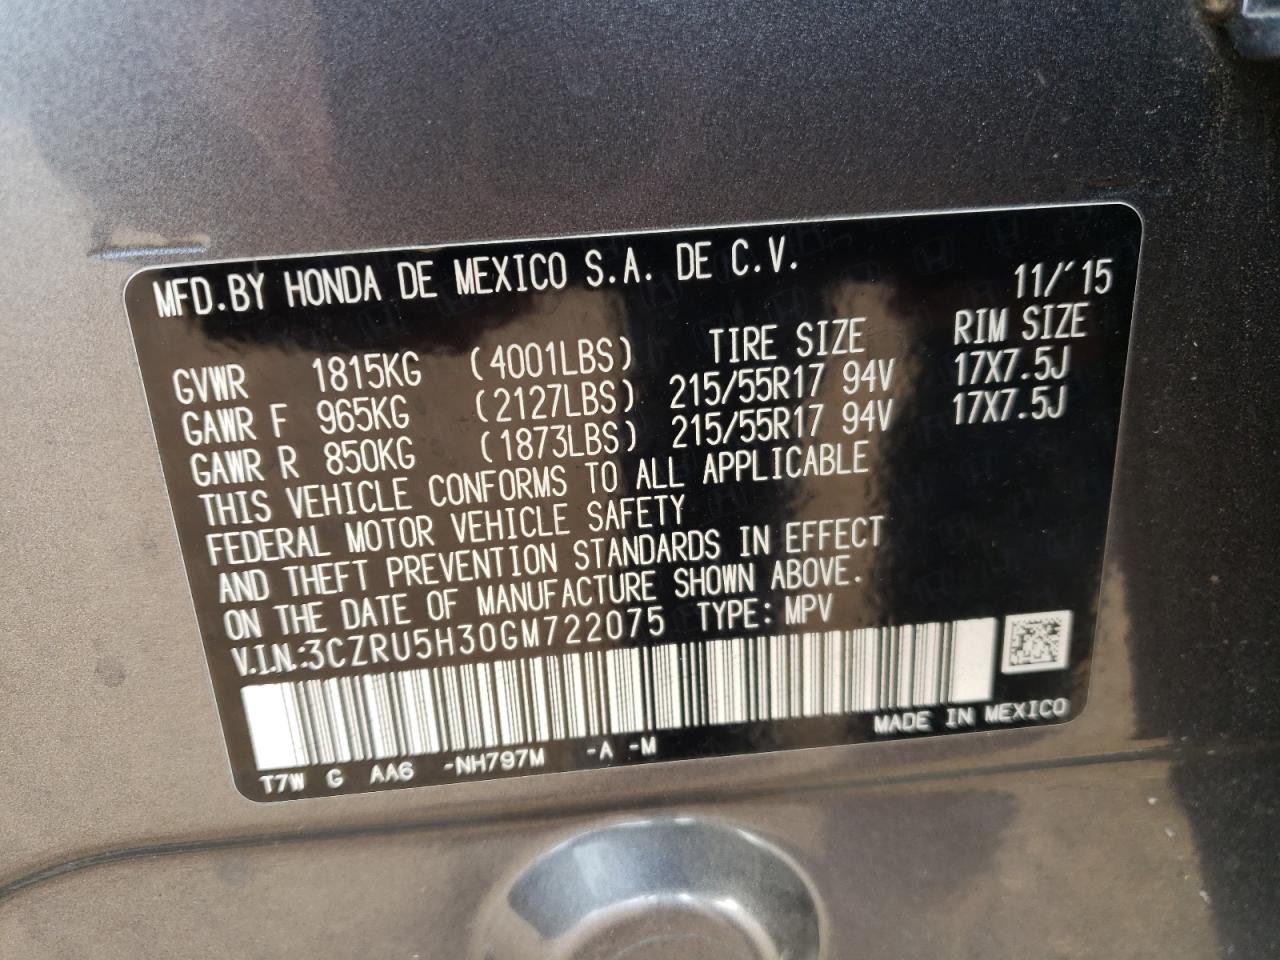 MFD.BY HONDA DE MEXICO S.A. DE C.V.
11/'15
TIRE SIZE RIM SIZE
GVWR 1815KG (4001LBS)
GAWR F 965KG (2127LBS) 215/55R17 94V 17X7.5J
GAWR R 850KG (1873LBS) 215/55R17 94V 17X7.5J
THIS VEHICLE CONFORMS TO ALL APPLICABLE
FEDERAL MOTOR VEHICLE SAFETY
AND THEFT PREVENTION STANDARDS IN EFFECT
ON THE DATE OF MANUFACTURE SHOWN ABOVE.
V.I.N.:3CZRU5H30GM722075 TYPE: MPV
MADE IN MEXICO
T7W G AA6 -NH797M -A -M